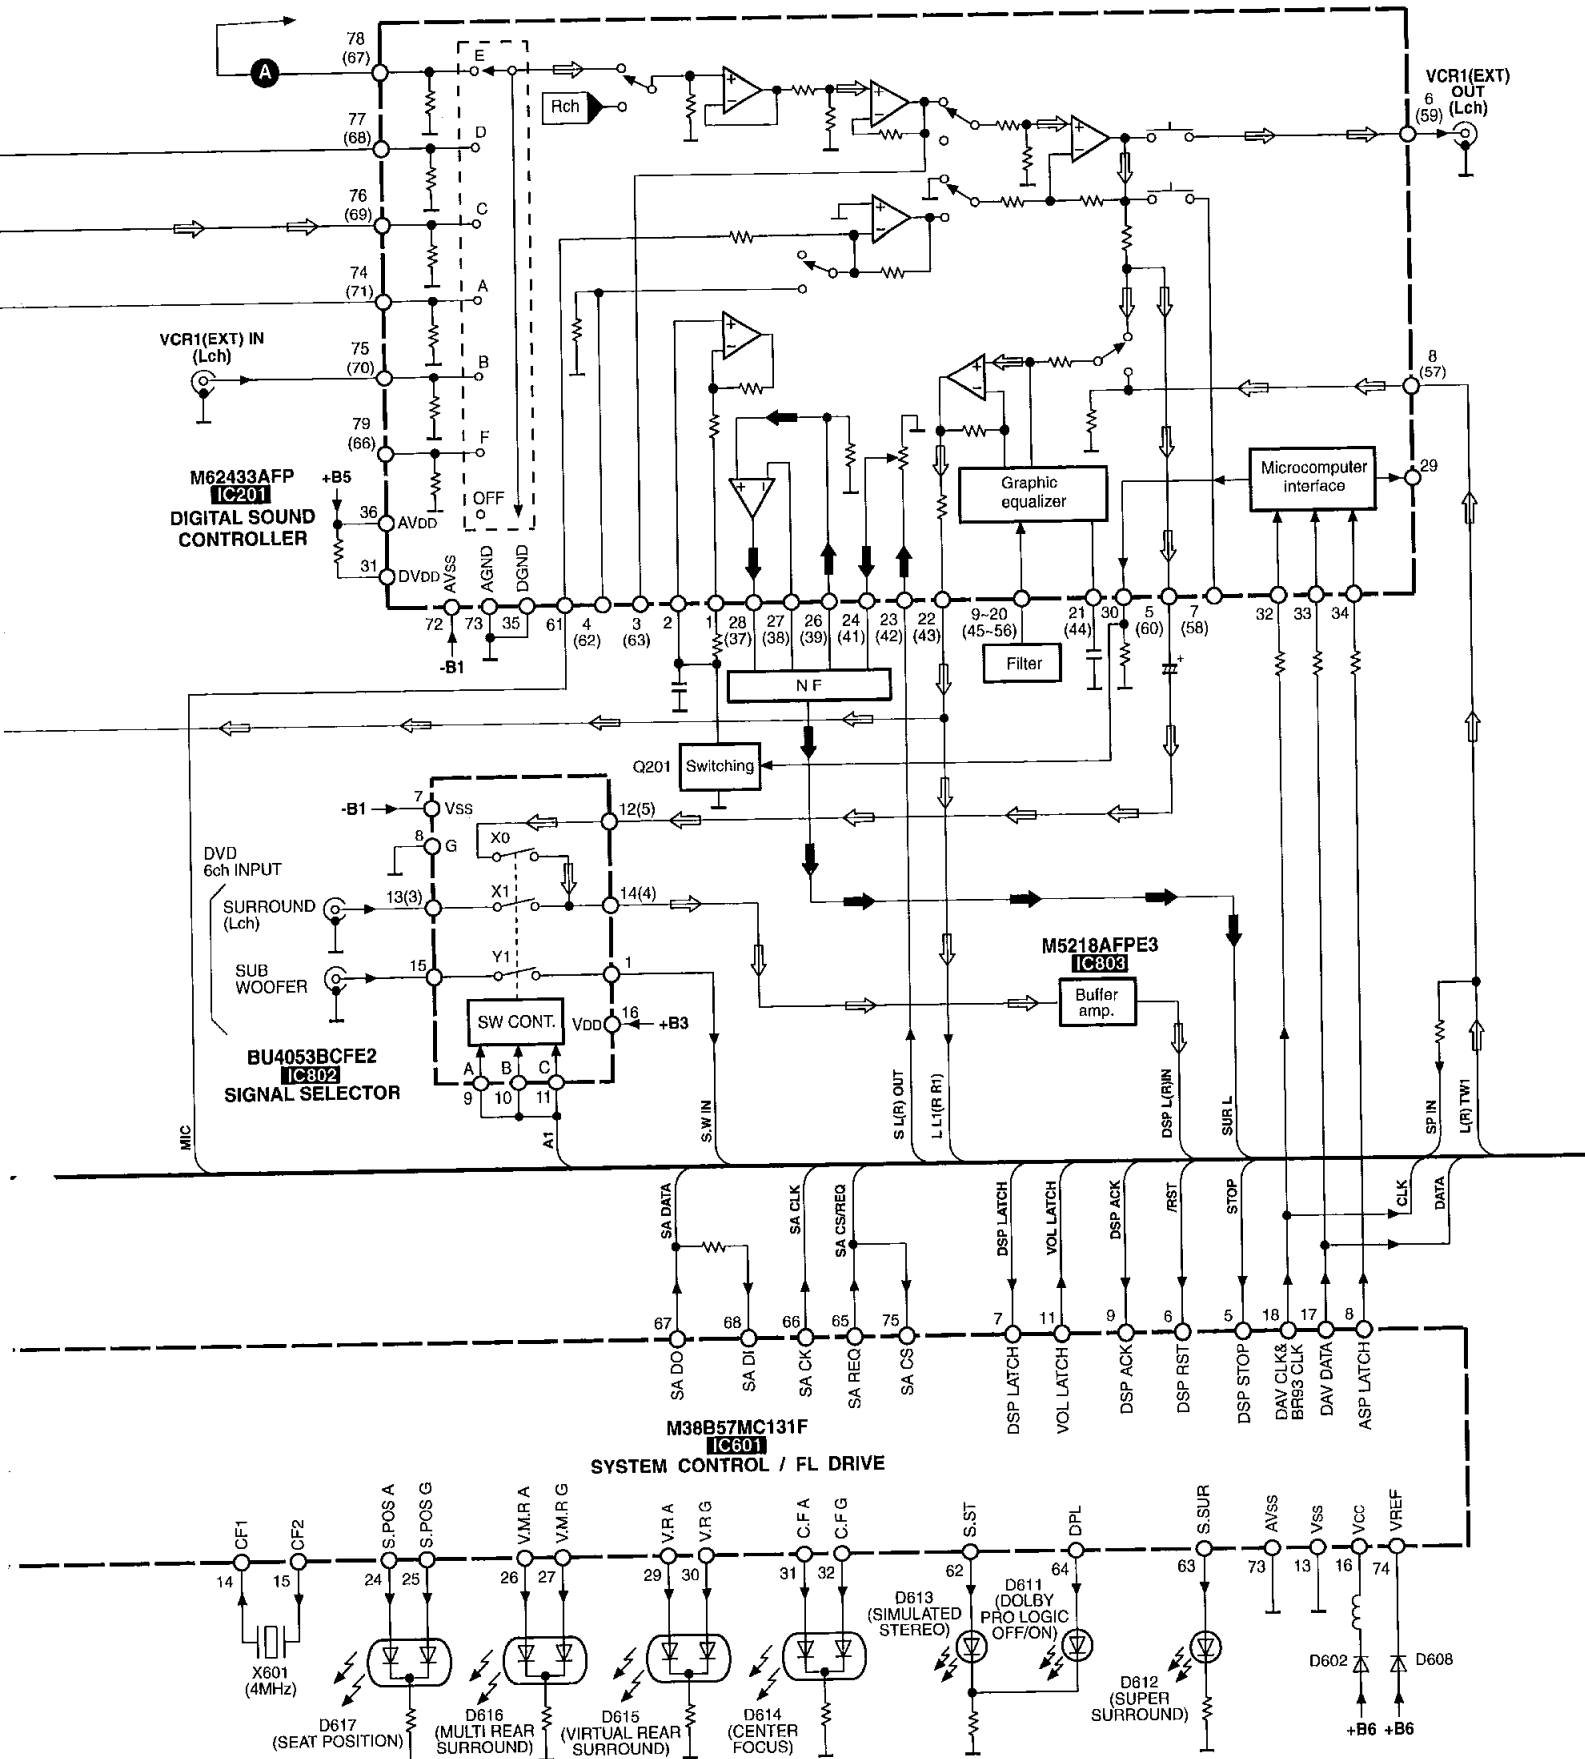 78
(67)
A
E
Rch
VCR1(EXT)
OUT
(Lch)
6
(59)
77
(68)
D
76
(69)
C
74
(71)
A
VCR1(EXT) IN
(Lch)
75
(70)
B
8
(57)
79
(66)
F
M62433AFP
IC201
DIGITAL SOUND
CONTROLLER
+B5
OFF
36
AVDD
31
DVDD
Graphic
equalizer
Microcomputer
interface
29
AVSS
AGND
DGND
72
73
35
61
4
(62)
3
(63)
2
1
28
(37)
27
(38)
26
(39)
24
(41)
23
(42)
22
(43)
9~20
(45~56)
21
(44)
30
5
(60)
7
(58)
32
33
34
-B1
N F
Filter
+
Q201
Switching
-B1
7
VSS
12(5)
8
G
X0
DVD
6ch INPUT
SURROUND
(Lch)
13(3)
X1
14(4)
SUB
WOOFER
15
Y1
1
SW CONT.
VDD
16
+B3
A
B
C
9
10
11
BU4053BCFE2
IC802
SIGNAL SELECTOR
M5218AFPE3
IC803
Buffer
amp.
MIC
A1
S.W IN
S L(R) OUT
L L1(R R1)
DSP L(R)IN
SUR L
SP IN
L(R) TW1
SA DATA
SA CLK
SA CS/REQ
DSP LATCH
VOL LATCH
DSP ACK
/RST
STOP
CLK
DATA
67
68
66
65
75
7
11
9
6
5
18
17
8
SA DO
SA DI
SA CK
SA REQ
SA CS
DSP LATCH
VOL LATCH
DSP ACK
DSP RST
DSP STOP
DAV CLK&
BR93 CLK
DAV DATA
ASP LATCH
M38B57MC131F
IC601
SYSTEM CONTROL / FL DRIVE
CF1
CF2
S.POS A
S.POS G
V.M.R A
V.M.R G
V.R A
V.R G
C.F A
C.F G
S.ST
DPL
S.SUR
AVSS
VSS
VCC
VREF
14
15
24
25
26
27
29
30
31
32
62
64
63
73
13
16
74
X601
(4MHz)
D617
(SEAT POSITION)
D616
(MULTI REAR
SURROUND)
D615
(VIRTUAL REAR
SURROUND)
D614
(CENTER
FOCUS)
D613
(SIMULATED
STEREO)
D611
(DOLBY
PRO LOGIC
OFF/ON)
D612
(SUPER
SURROUND)
D602
D608
+B6
+B6